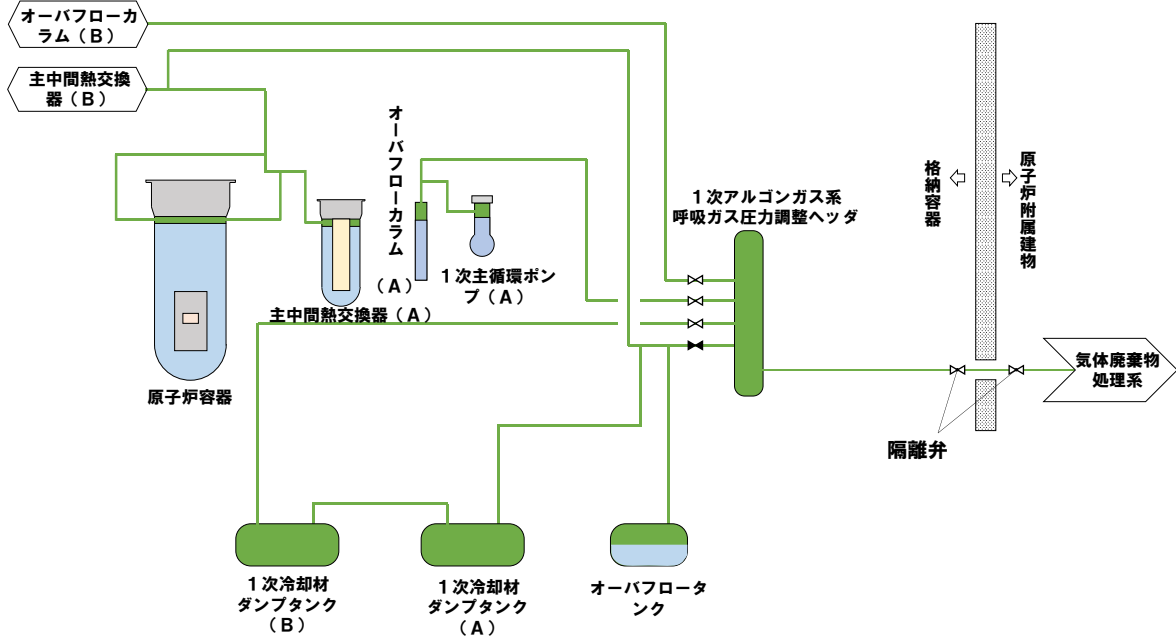 オーバフローカ
ラム（B）
主中間熱交換
器（B）
オーバフローカラム
（A）
1次アルゴンガス系
呼吸ガス圧力調整ヘッダ
格納容器
原子炉附属建物
1次主循環ポン
プ（A）
主中間熱交換器（A）
原子炉容器
気体廃棄物
処理系
隔離弁
1次冷却材
ダンプタンク
（B）
1次冷却材
ダンプタンク
（A）
オーバフロータ
ンク